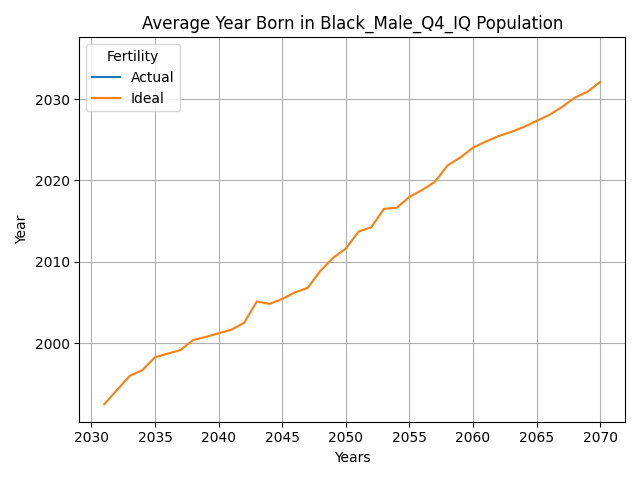 Average Year Born in Black_Male_Q4_IQ Population
Fertility
Actual
Ideal
Year
2030
2020
2010
2000
2030 2035 2040 2045 2050 2055 2060 2065 2070
Years